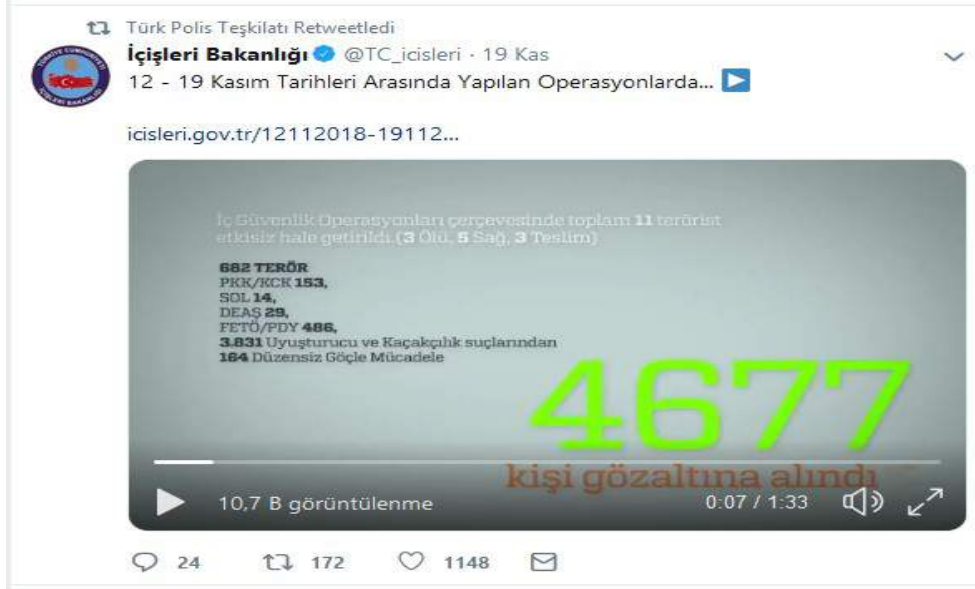 Türk Polis Teşkilatı Retweetledi
İçişleri Bakanlığı @TC_icisleri · 19 Kas
12 - 19 Kasım Tarihleri Arasında Yapılan Operasyonlarda...
icisleri.gov.tr/12112018-19112...
İç Güvenlik Operasyonları çerçevesinde toplam 11 terörist
etkisiz hale getirildi.(3 Ölü, 5 Sağ, 3 Teslim)
682 TERÖR
PKK/KCK 153,
SOL 14,
DEAŞ 29,
FETÖ/PDY 486,
3.831 Uyuşturucu ve Kaçakçılık suçlarından
164 Düzensiz Göçle Mücadele
4677
kişi gözaltına alındı
10,7 B görüntülenme 0:07 / 1:33
24 172 1148